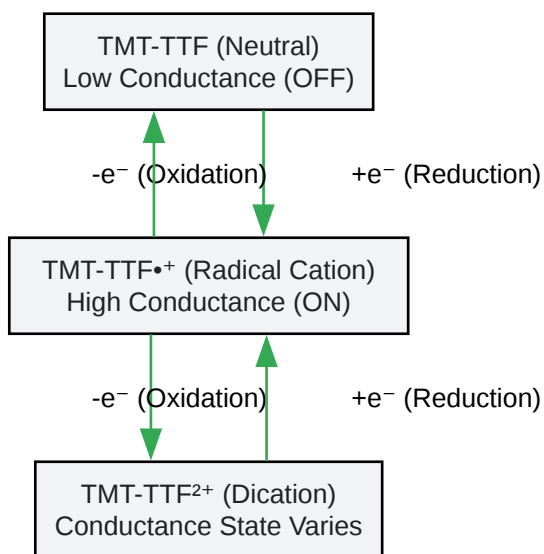 TMT-TTF (Neutral)
Low Conductance (OFF)
-e⁻ (Oxidation)
+e⁻ (Reduction)
TMT-TTF•⁺ (Radical Cation)
High Conductance (ON)
-e⁻ (Oxidation)
+e⁻ (Reduction)
TMT-TTF²⁺ (Dication)
Conductance State Varies